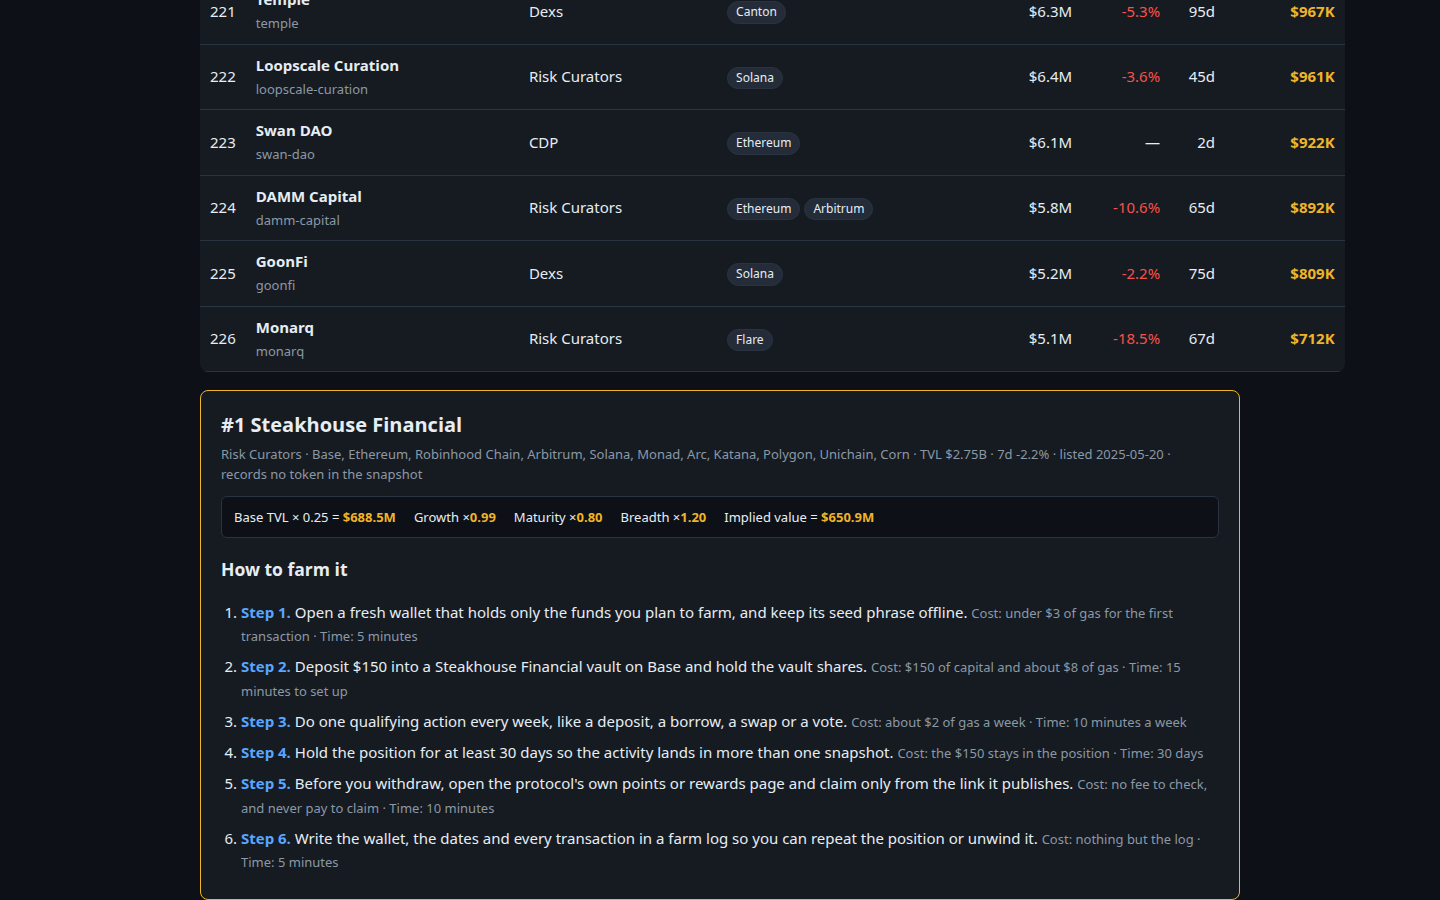 221 Temple Dexs Canton $6.3M -5.3% 95d $967K
temple
222 Loopscale Curation Risk Curators Solana $6.4M -3.6% 45d $961K
loopscale-curation
223 Swan DAO CDP Ethereum $6.1M — 2d $922K
swan-dao
224 DAMM Capital Risk Curators Ethereum Arbitrum $5.8M -10.6% 65d $892K
damm-capital
225 GoonFi Dexs Solana $5.2M -2.2% 75d $809K
goonfi
226 Monarq Risk Curators Flare $5.1M -18.5% 67d $712K
monarq
#1 Steakhouse Financial
Risk Curators · Base, Ethereum, Robinhood Chain, Arbitrum, Solana, Monad, Arc, Katana, Polygon, Unichain, Corn · TVL $2.75B · 7d -2.2% · listed 2025-05-20 ·
records no token in the snapshot
Base TVL × 0.25 = $688.5M Growth ×0.99 Maturity ×0.80 Breadth ×1.20 Implied value = $650.9M
How to farm it
1. Step 1. Open a fresh wallet that holds only the funds you plan to farm, and keep its seed phrase offline. Cost: under $3 of gas for the first
transaction · Time: 5 minutes
2. Step 2. Deposit $150 into a Steakhouse Financial vault on Base and hold the vault shares. Cost: $150 of capital and about $8 of gas · Time: 15
minutes to set up
3. Step 3. Do one qualifying action every week, like a deposit, a borrow, a swap or a vote. Cost: about $2 of gas a week · Time: 10 minutes a week
4. Step 4. Hold the position for at least 30 days so the activity lands in more than one snapshot. Cost: the $150 stays in the position · Time: 30 days
5. Step 5. Before you withdraw, open the protocol's own points or rewards page and claim only from the link it publishes. Cost: no fee to check,
and never pay to claim · Time: 10 minutes
6. Step 6. Write the wallet, the dates and every transaction in a farm log so you can repeat the position or unwind it. Cost: nothing but the log ·
Time: 5 minutes